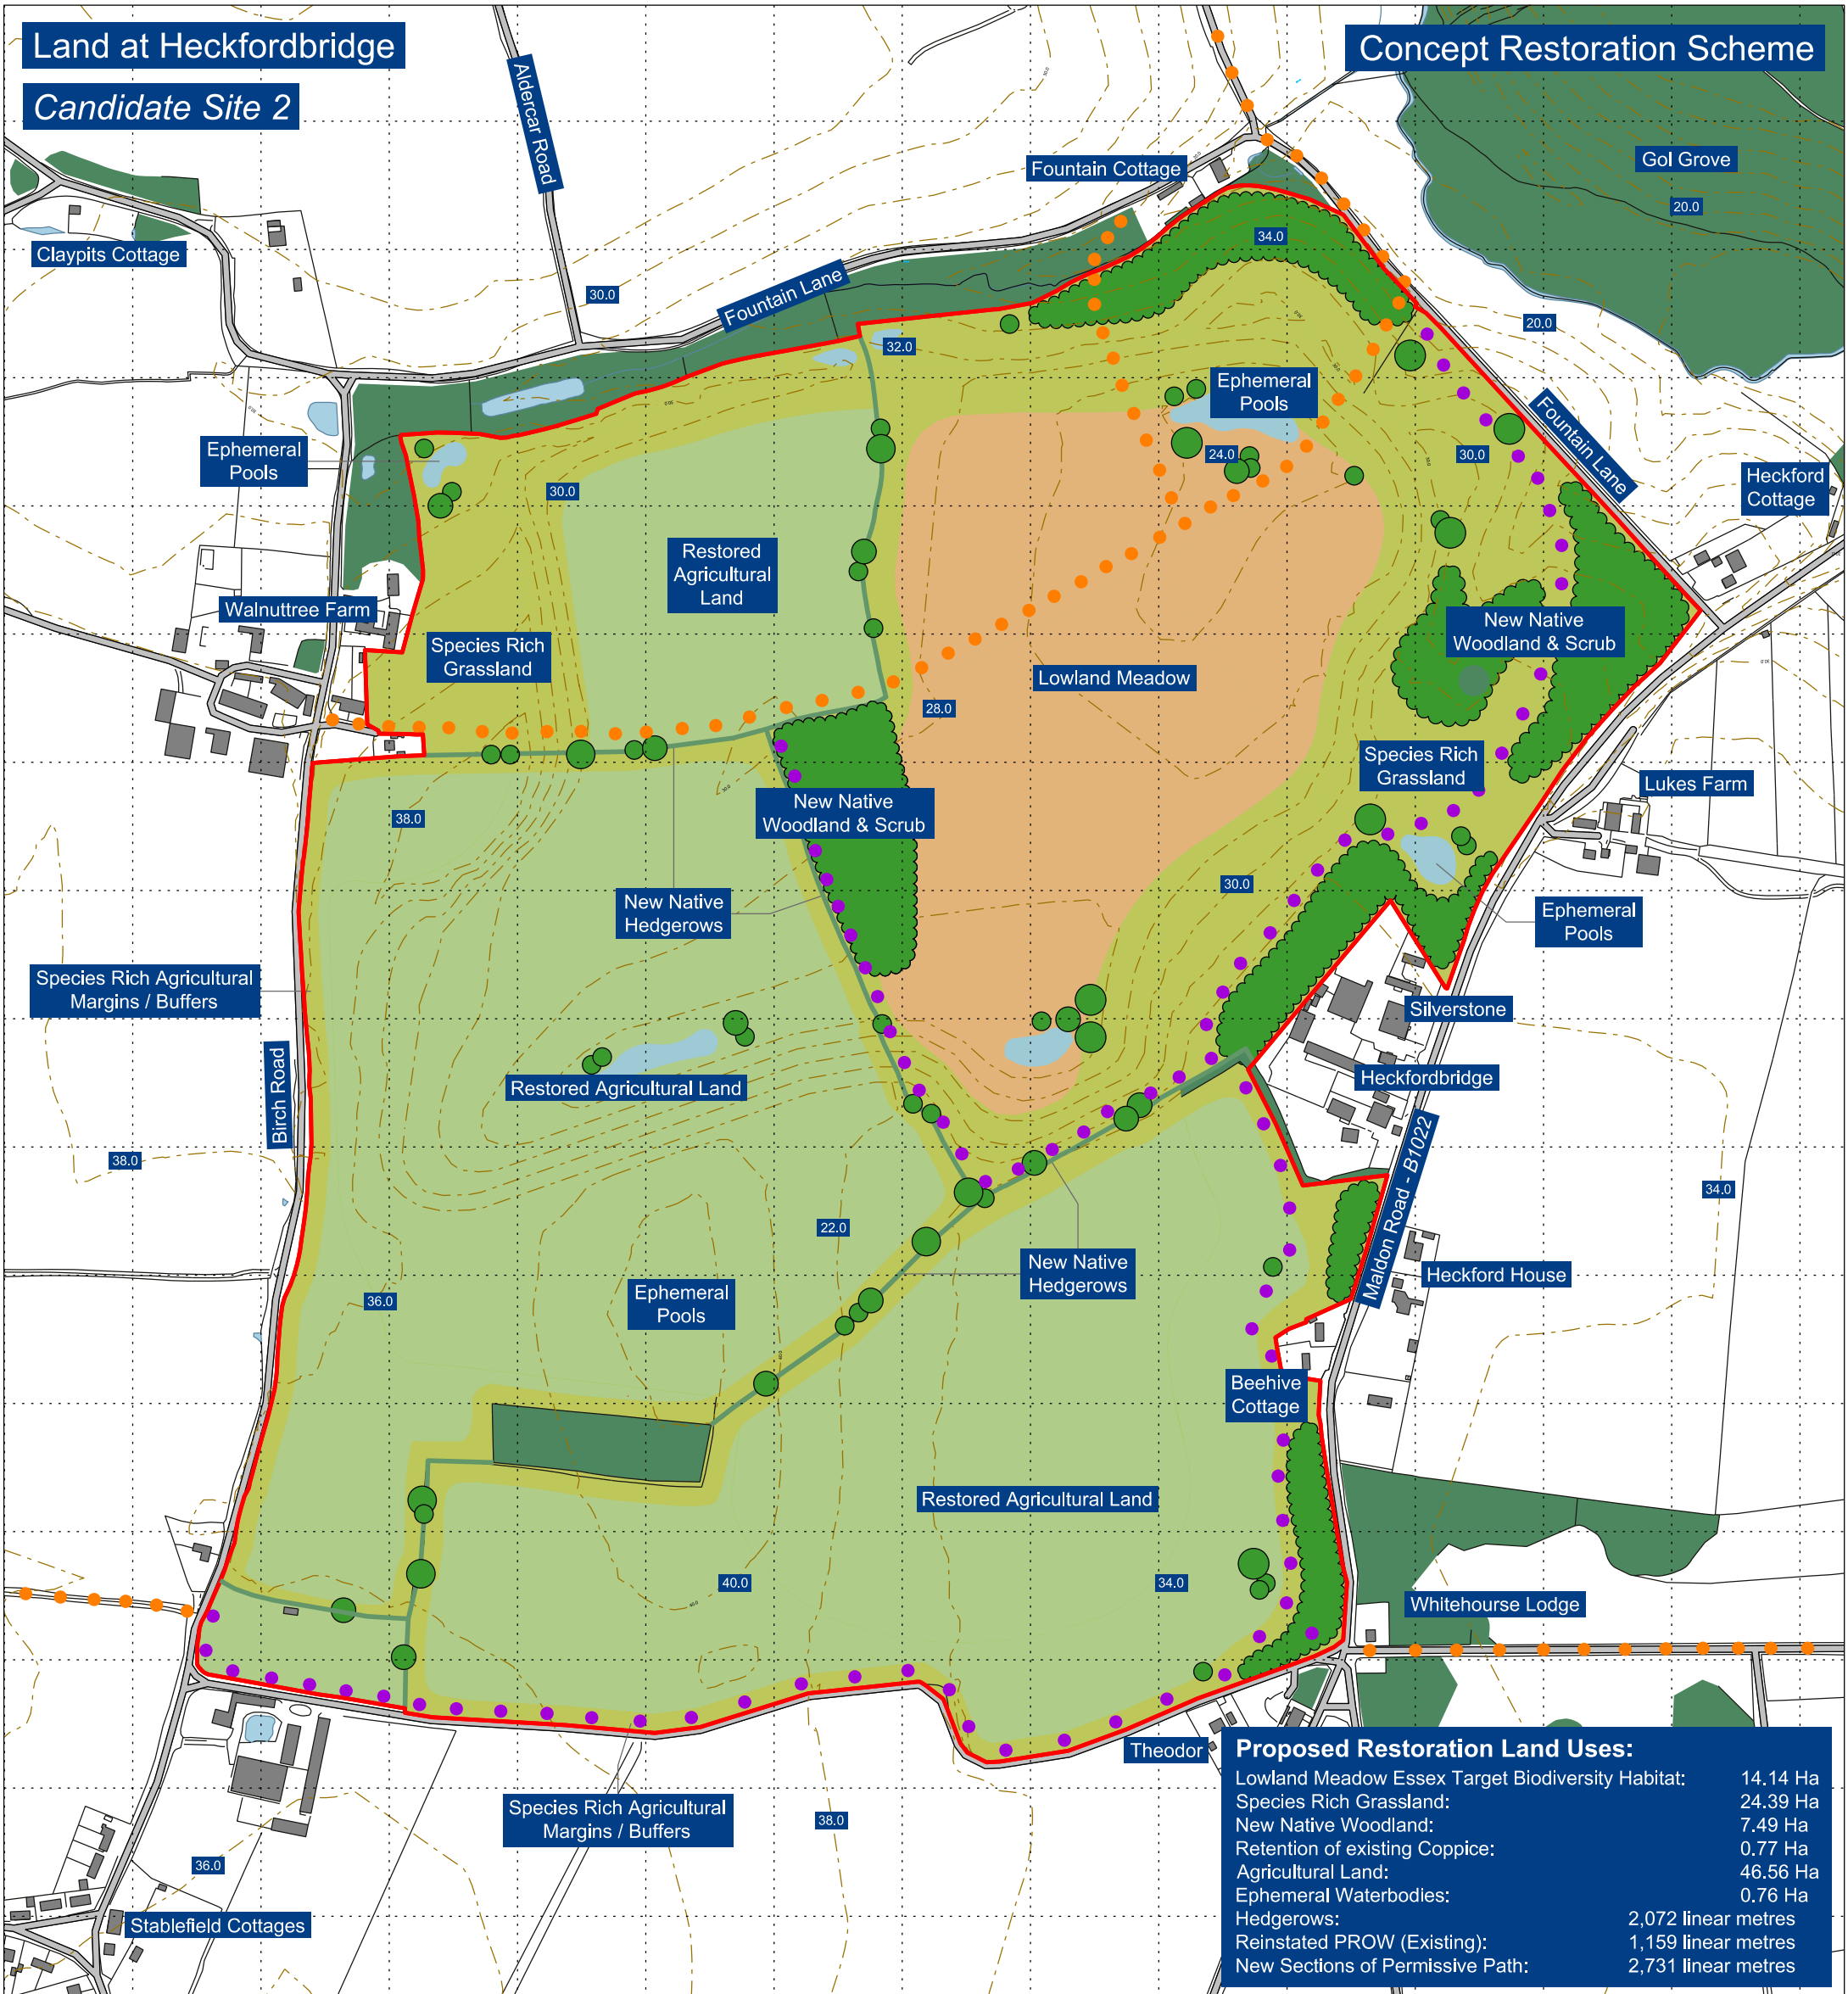 Land at Heckfordbridge
Candidate Site 2
Concept Restoration Scheme
Aldercar Road
Fountain Cottage
Gol Grove
20.0
34.0
Claypits Cottage
30.0
Fountain Lane
20.0
32.0
Ephemeral
Pools
Fountain Lane
Ephemeral
Pools
24.0
30.0
30.0
Heckford
Cottage
Restored
Agricultural
Land
Walnuttree Farm
New Native
Woodland & Scrub
Species Rich
Grassland
Lowland Meadow
28.0
Species Rich
Grassland
Lukes Farm
38.0
New Native
Woodland & Scrub
30.0
New Native
Hedgerows
Ephemeral
Pools
Species Rich Agricultural
Margins / Buffers
Silverstone
Birch Road
Restored Agricultural Land
Heckfordbridge
38.0
Maldon Road - B1022
34.0
22.0
New Native
Hedgerows
Heckford House
Ephemeral
Pools
36.0
Beehive
Cottage
Restored Agricultural Land
40.0
34.0
Whitehourse Lodge
Theodor
Species Rich Agricultural
Margins / Buffers
38.0
36.0
Stablefield Cottages
Proposed Restoration Land Uses:
Lowland Meadow Essex Target Biodiversity Habitat: 14.14 Ha
Species Rich Grassland: 24.39 Ha
New Native Woodland: 7.49 Ha
Retention of existing Coppice: 0.77 Ha
Agricultural Land: 46.56 Ha
Ephemeral Waterbodies: 0.76 Ha
Hedgerows: 2,072 linear metres
Reinstated PROW (Existing): 1,159 linear metres
New Sections of Permissive Path: 2,731 linear metres